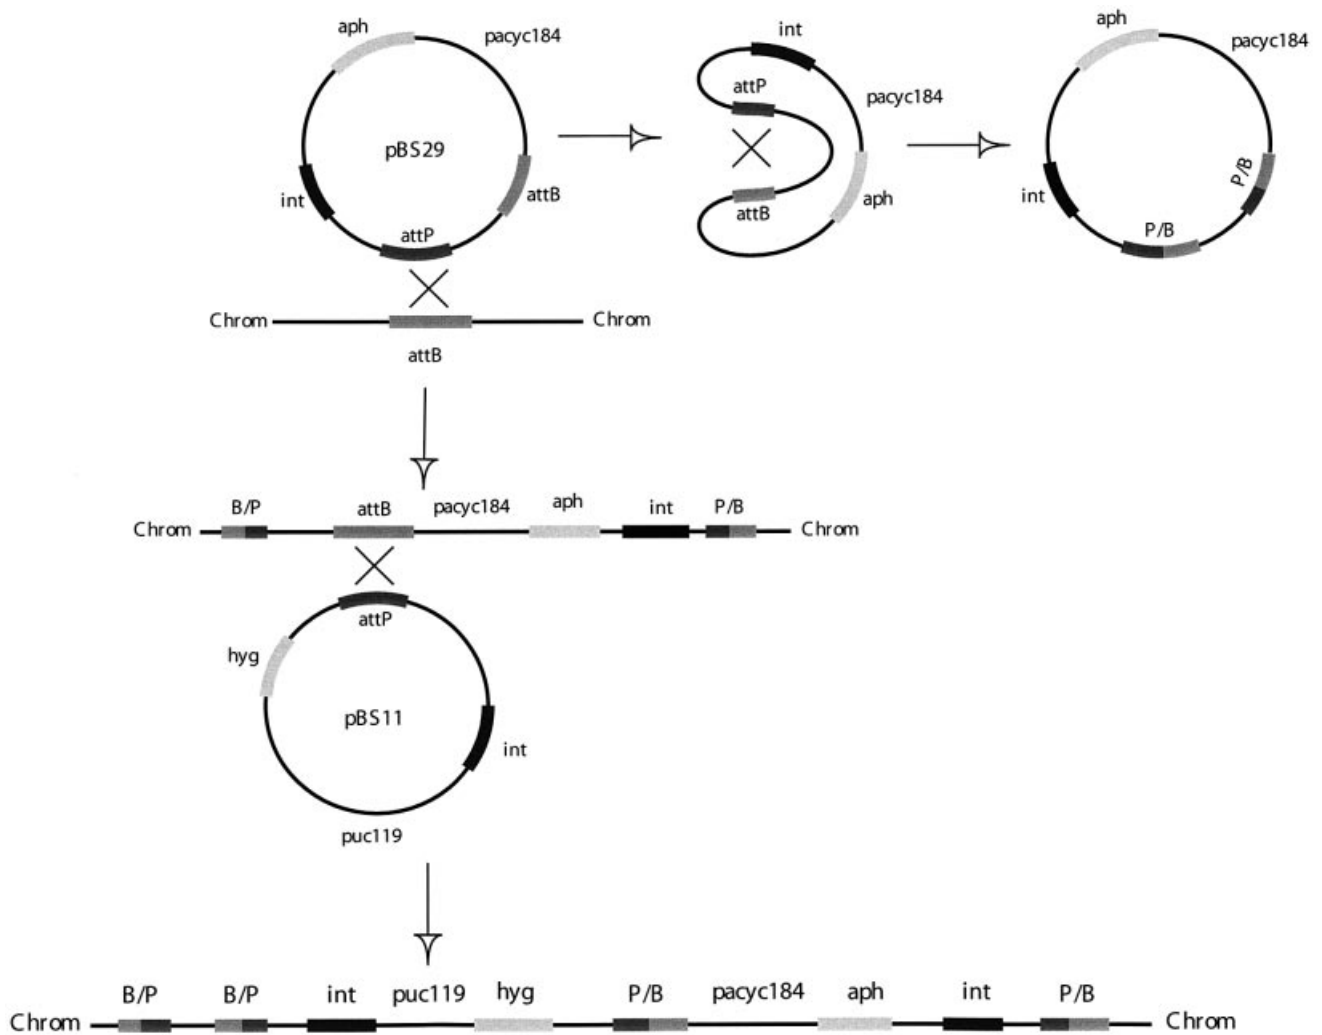 aph
pacyc184
pBS29
int
attB
attP
Chrom
Chrom
attB
int
attP
pacyc184
attB
aph
aph
pacyc184
int
P/B
P/B
B/P
attB
pacyc184
aph
int
P/B
Chrom
Chrom
attP
hyg
pBS11
int
puc119
B/P B/P int puc119 hyg P/B pacyc184 aph int P/B
Chrom Chrom